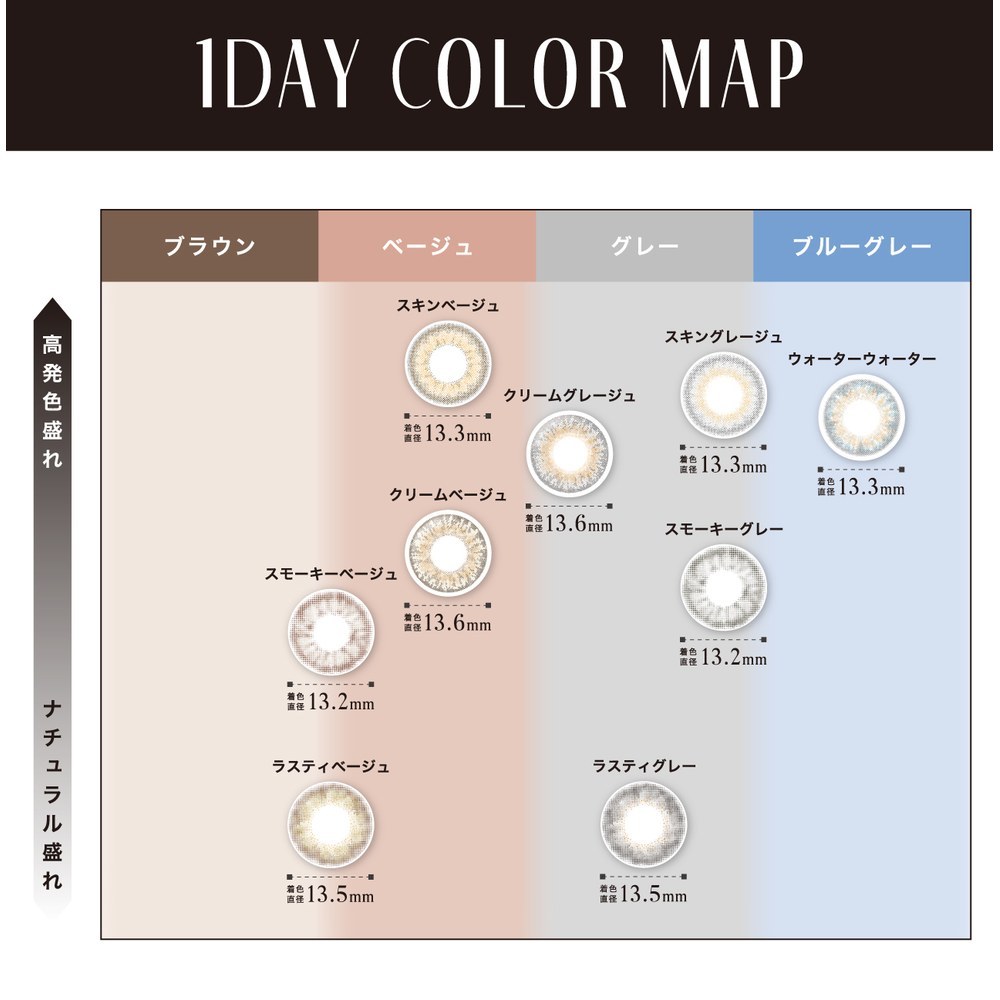 1DAY COLOR MAP
ブラウン
ベージュ
グレー
ブルーグレー
高発色盛れ
ナチュラル盛れ
スキンベージュ
着色
直径 13.3mm
スキングレージュ
着色
直径 13.3mm
ウォーターウォーター
着色
直径 13.3mm
クリームグレージュ
着色
直径 13.6mm
クリームベージュ
着色
直径 13.6mm
スモーキーグレー
着色
直径 13.2mm
スモーキーベージュ
着色
直径 13.2mm
ラスティベージュ
着色
直径 13.5mm
ラスティグレー
着色
直径 13.5mm